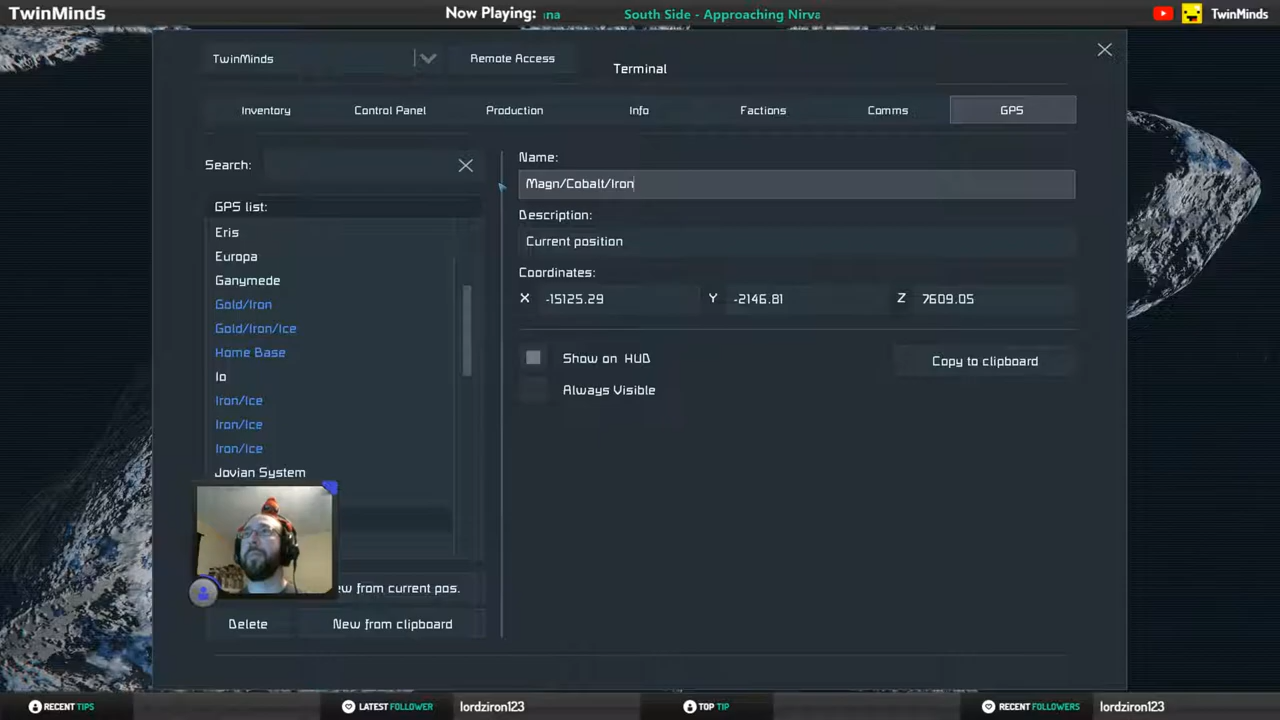 TwinMinds
Now Playing:
South Side - Approaching Nirva
TwinMinds
TwinMinds
Remote Access
Terminal
Inventory
Control Panel
Production
Info
Factions
Comms
GPS
Search:
GPS list:
Eris
Europa
Ganymede
Gold/Iron
Gold/Iron/Ice
Home Base
Io
Iron/Ice
Iron/Ice
Iron/Ice
Jovian System
ew from current pos.
Delete
New from clipboard
Name:
Magn/Cobalt/Iron
Description:
Current position
Coordinates:
X -15125.29 Y -2146.81 Z 7609.05
Show on HUD
Copy to clipboard
Always Visible
RECENT TIPS
LATEST FOLLOWER
lordziron123
TOP TIP
RECENT FOLLOWERS
lordziron123